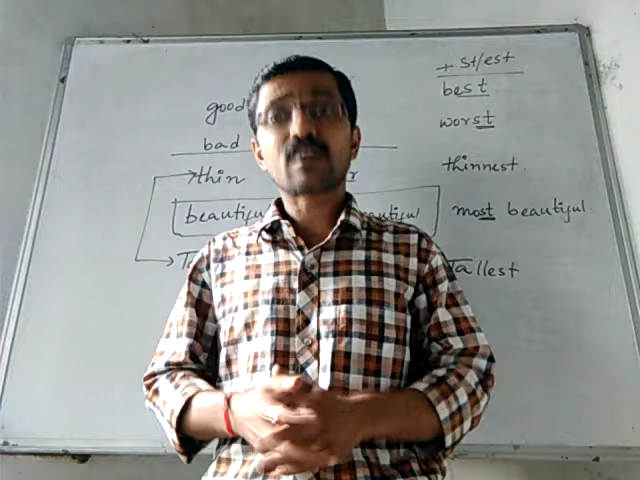 + st/est
good best
bad worst
thin r thinnest.
beautiful most beautiful.
Tallest